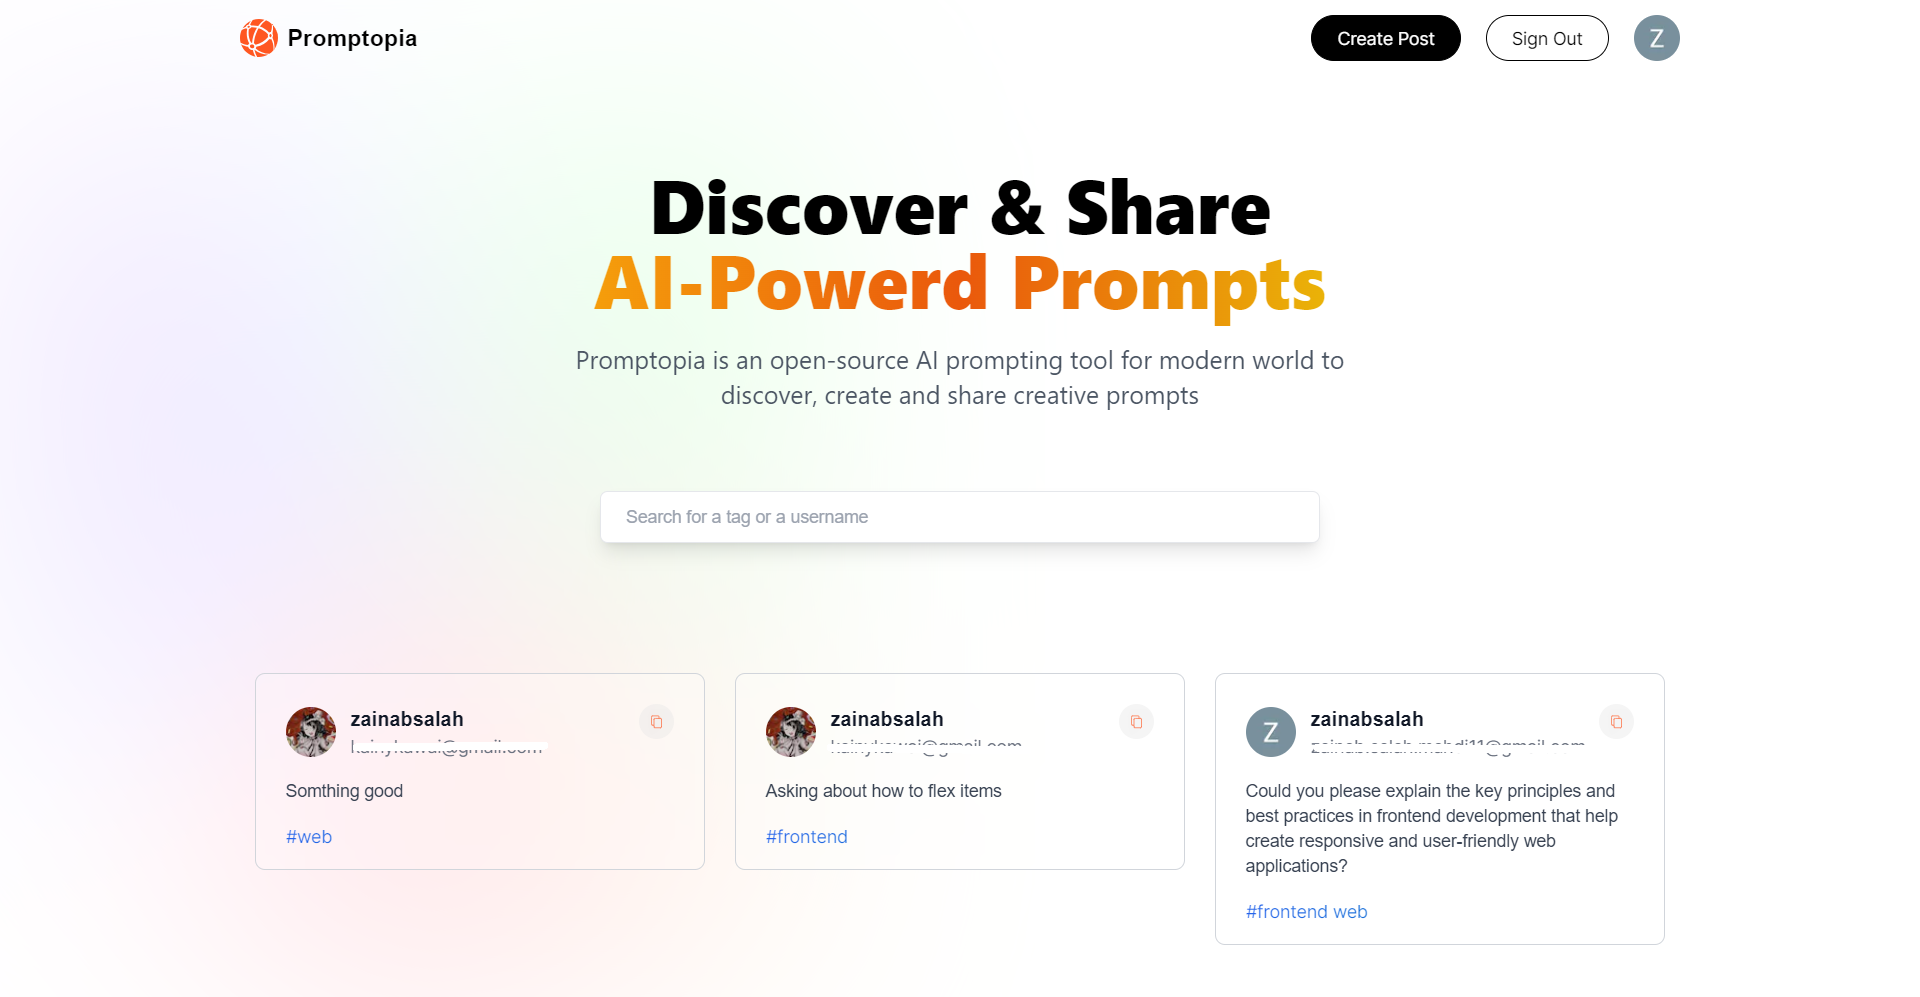 Promptopia
Create Post
Sign Out
Z
Discover & Share
AI-Powerd Prompts
Promptopia is an open-source AI prompting tool for modern world to
discover, create and share creative prompts
Search for a tag or a username
zainabsalah
Somthing good
#web
zainabsalah
Asking about how to flex items
#frontend
Z
zainabsalah
Could you please explain the key principles and
best practices in frontend development that help
create responsive and user-friendly web
applications?
#frontend web